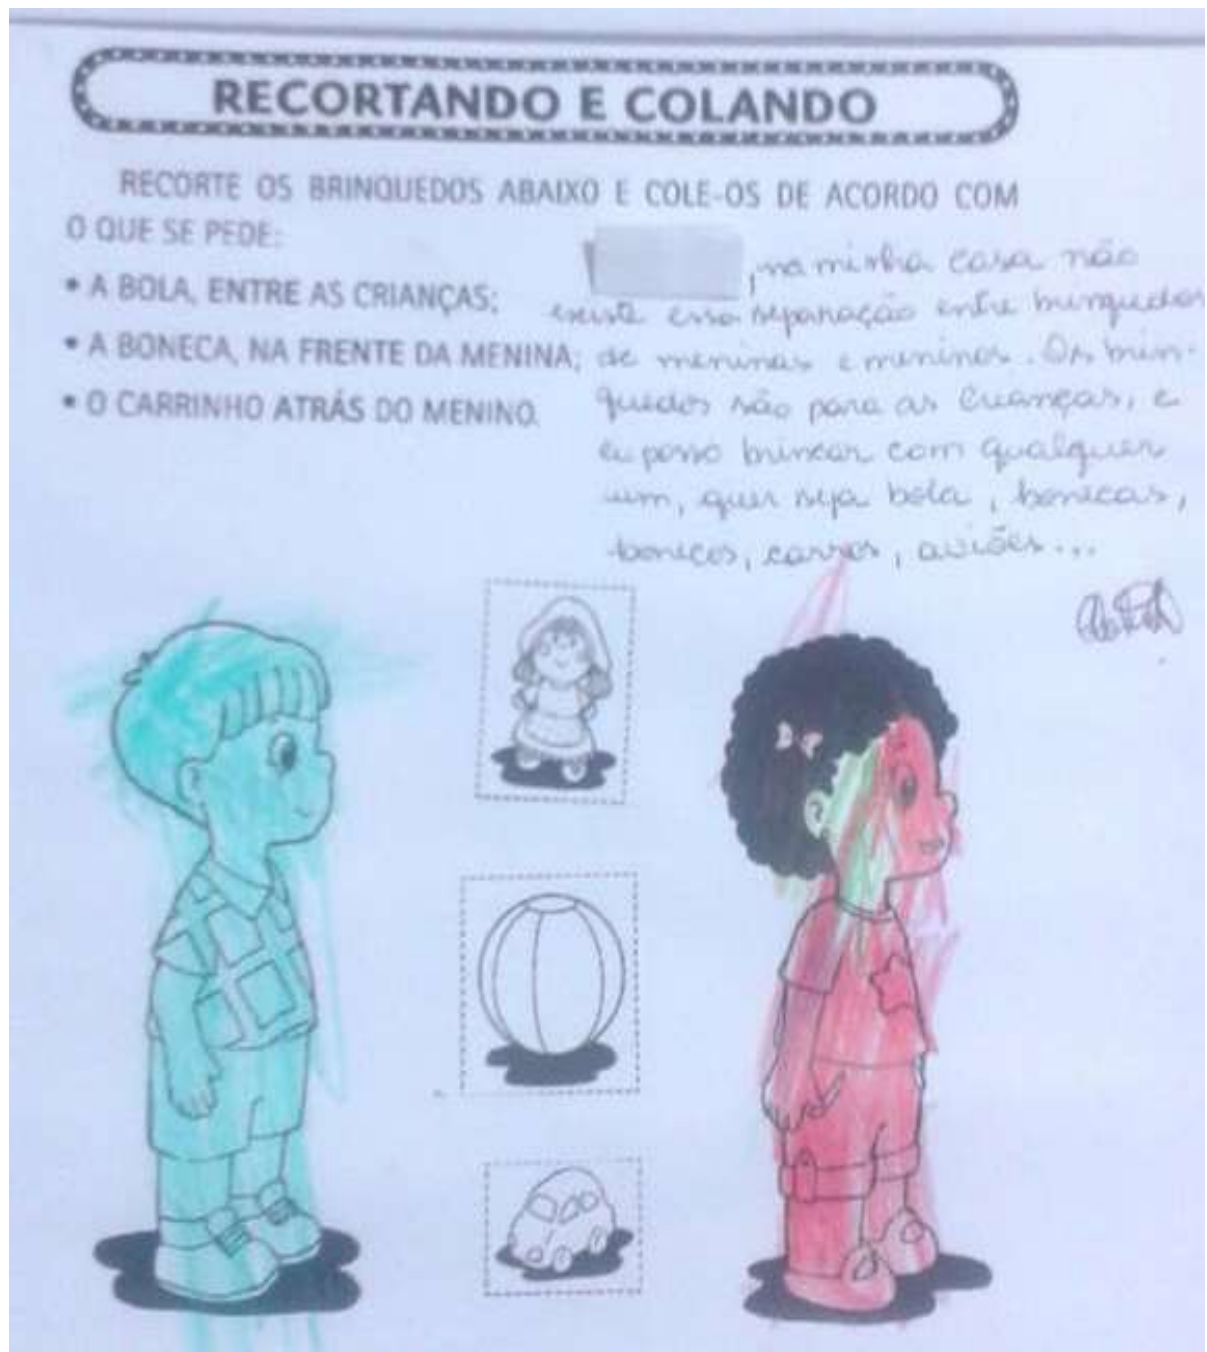 RECORTANDO E COLANDO
RECORTE OS BRINQUEDOS ABAIXO E COLE-OS DE ACORDO COM
O QUE SE PEDE:
• A BOLA, ENTRE AS CRIANÇAS;
• A BONECA, NA FRENTE DA MENINA;
• O CARRINHO ATRÁS DO MENINO.
, na minha casa não
existe essa separação entre brinquedos
de meninas e meninos. Os brin-
quedos são para as crianças, e
eu posso brincar com qualquer
um, quer seja bola, bonecas,
bonecos, carros, aviões...